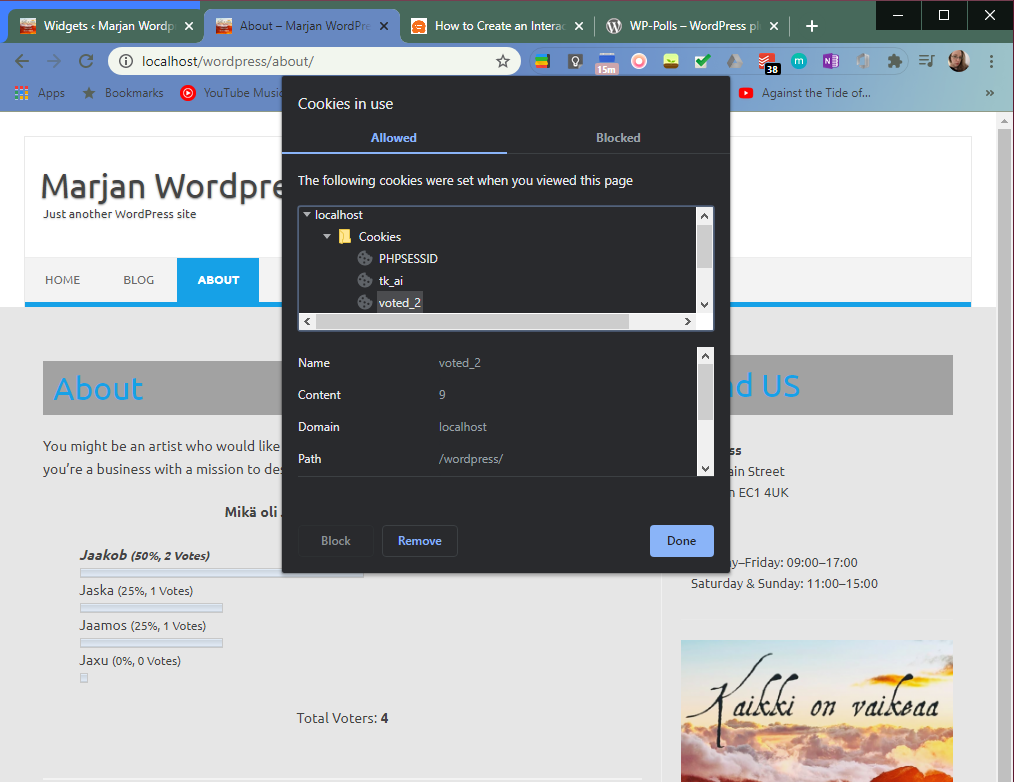 Widgets ‹ Marjan Wordp
About – Marjan WordPre
How to Create an Interac
WP-Polls – WordPress pl
localhost/wordpress/about/
15m
38
m
Apps
Bookmarks
YouTube Music
Against the Tide of...
»
Cookies in use
Allowed
Blocked
The following cookies were set when you viewed this page
localhost
Cookies
PHPSESSID
tk_ai
voted_2
Name voted_2
Content 9
Domain localhost
Path /wordpress/
Block
Remove
Done
Marjan Wordpre
Just another WordPress site
HOME
BLOG
ABOUT
About
You might be an artist who would like
you’re a business with a mission to des
Mikä oli
Jaakob (50%, 2 Votes)
Jaska (25%, 1 Votes)
Jaamos (25%, 1 Votes)
Jaxu (0%, 0 Votes)
Total Voters: 4
d US
ss
ain Street
n EC1 4UK
y–Friday: 09:00–17:00
Saturday & Sunday: 11:00–15:00
Kaikki on vaikeaa